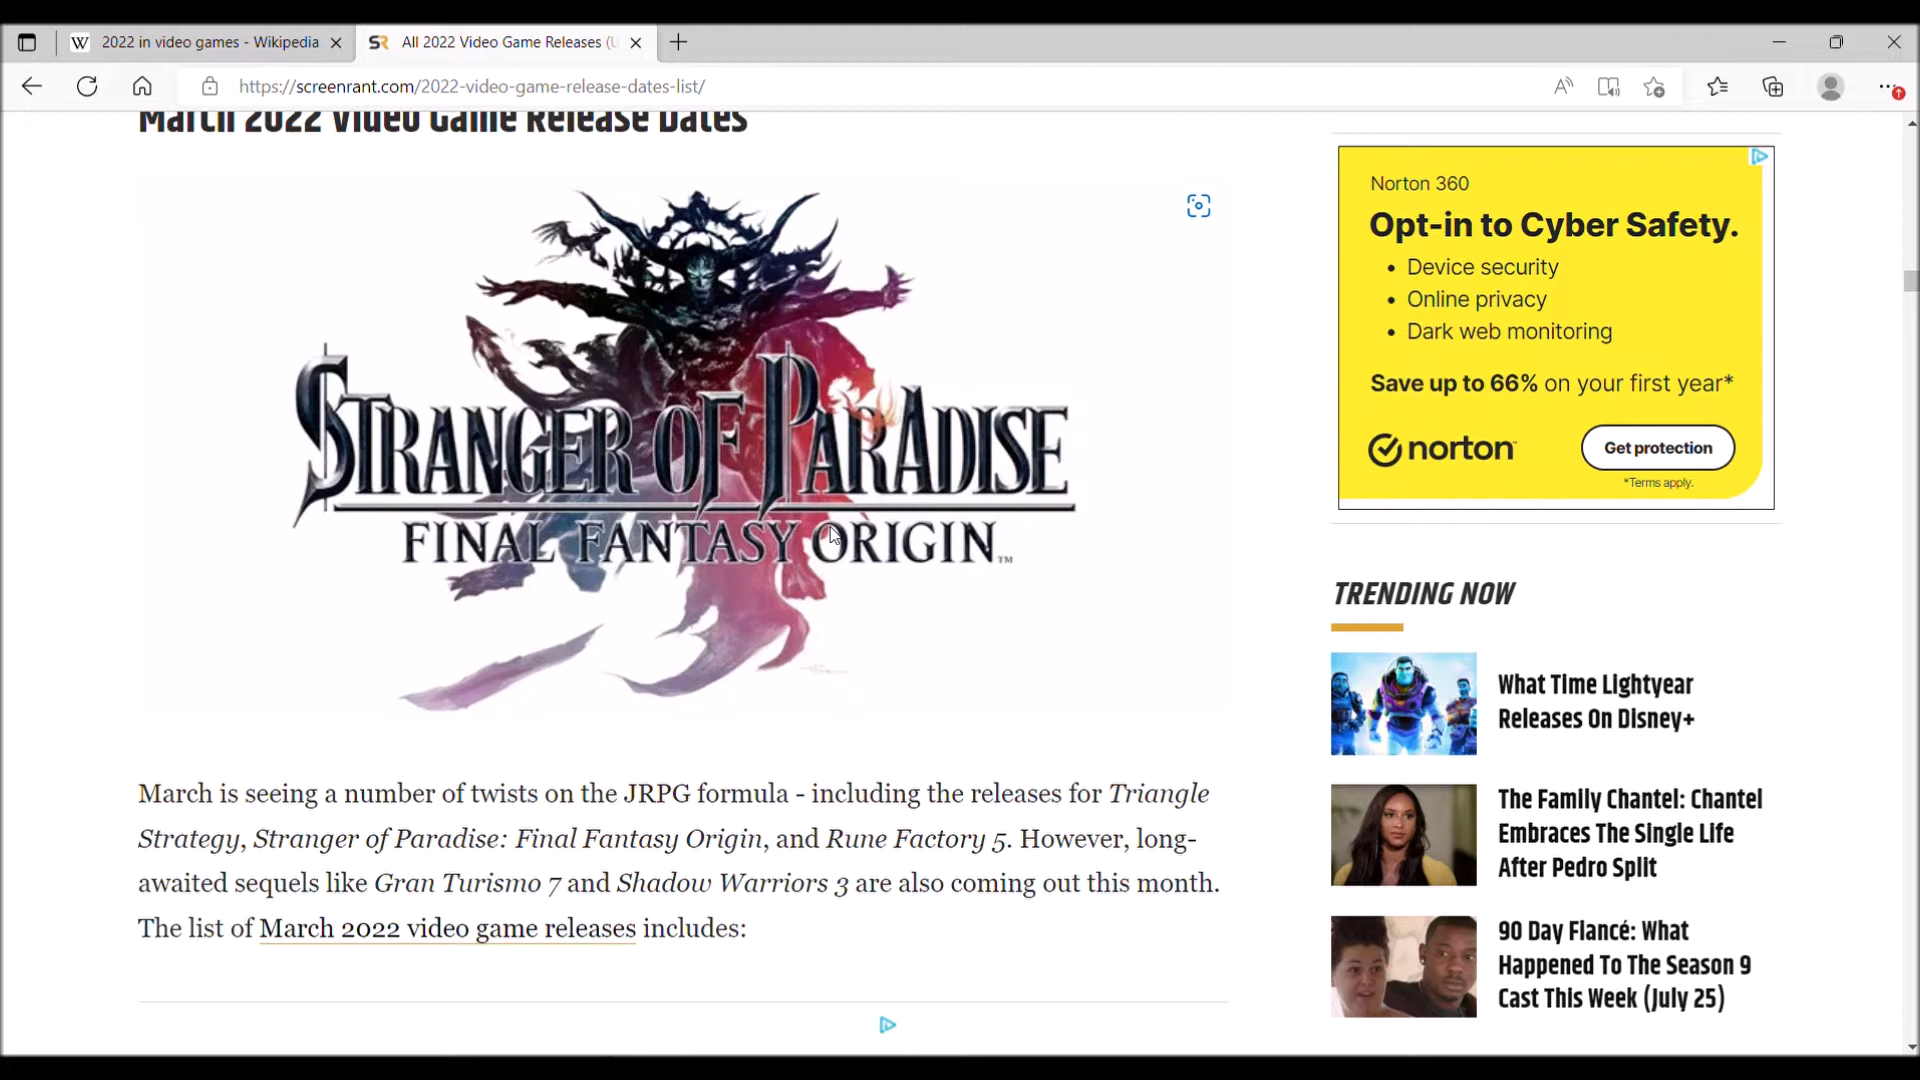 2022 in video games - Wikipedia
All 2022 Video Game Releases (U
https://screenrant.com/2022-video-game-release-dates-list/
March 2022 Video Game Release Dates
STRANGER OF PARADISE
FINAL FANTASY ORIGIN™
March is seeing a number of twists on the JRPG formula - including the releases for Triangle
Strategy, Stranger of Paradise: Final Fantasy Origin, and Rune Factory 5. However, long-
awaited sequels like Gran Turismo 7 and Shadow Warriors 3 are also coming out this month.
The list of March 2022 video game releases includes:
Norton 360
Opt-in to Cyber Safety.
• Device security
• Online privacy
• Dark web monitoring
Save up to 66% on your first year*
norton
Get protection
*Terms apply.
TRENDING NOW
What Time Lightyear
Releases On Disney+
The Family Chantel: Chantel
Embraces The Single Life
After Pedro Split
90 Day Fiancé: What
Happened To The Season 9
Cast This Week (July 25)